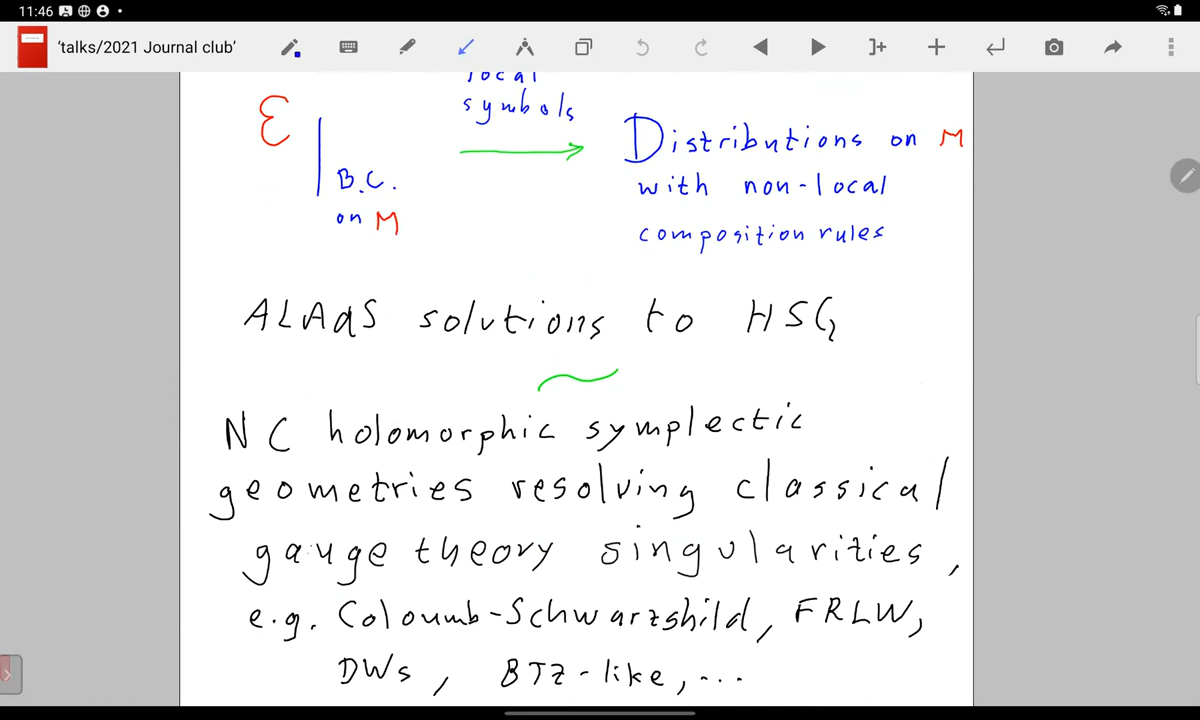 11:46
'talks/2021 Journal club'
local
symbols
ℰ
B.C.
on M
Distributions on M
with non-local
composition rules
ALAdS solutions to HSG
NC holomorphic symplectic
geometries resolving classical
gauge theory singularities,
e.g. Coloumb-Schwarzshild, FRLW,
DWs, BTZ-like, ...